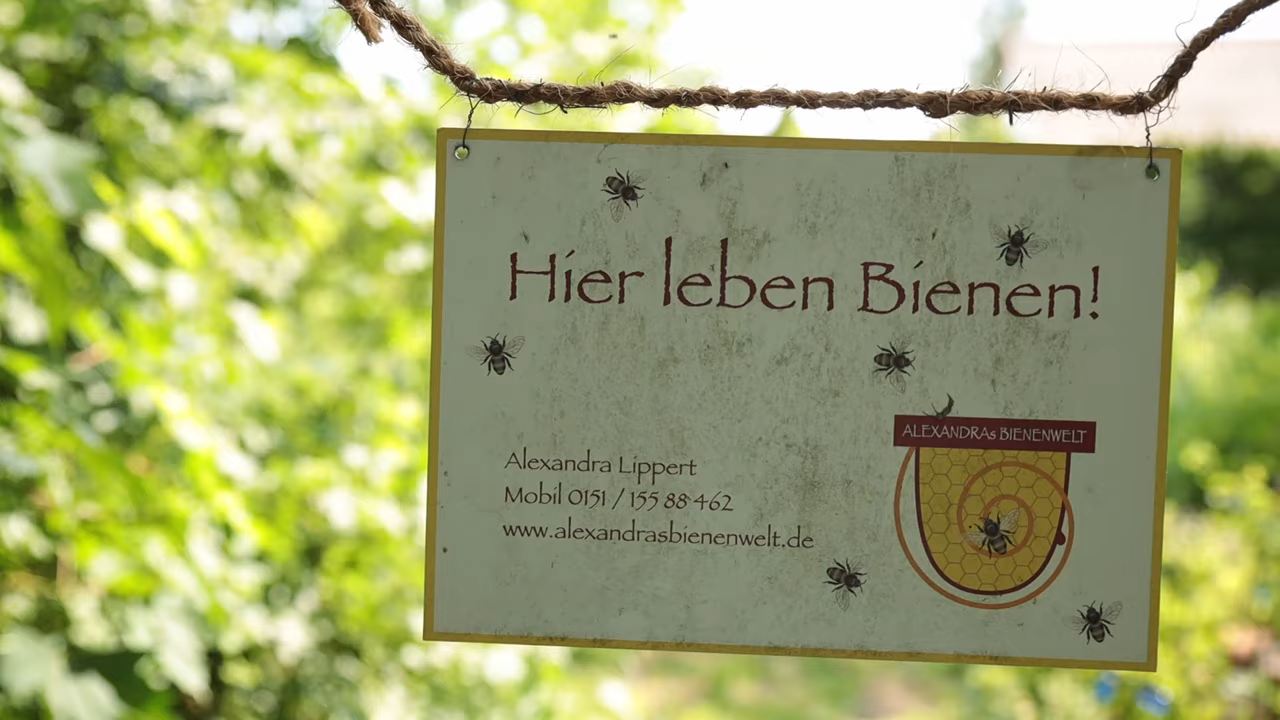 Hier leben Bienen!
ALEXANDRAs BIENENWELT
Alexandra Lippert
Mobil 0151 / 155 88 462
www.alexandrasbienenwelt.de